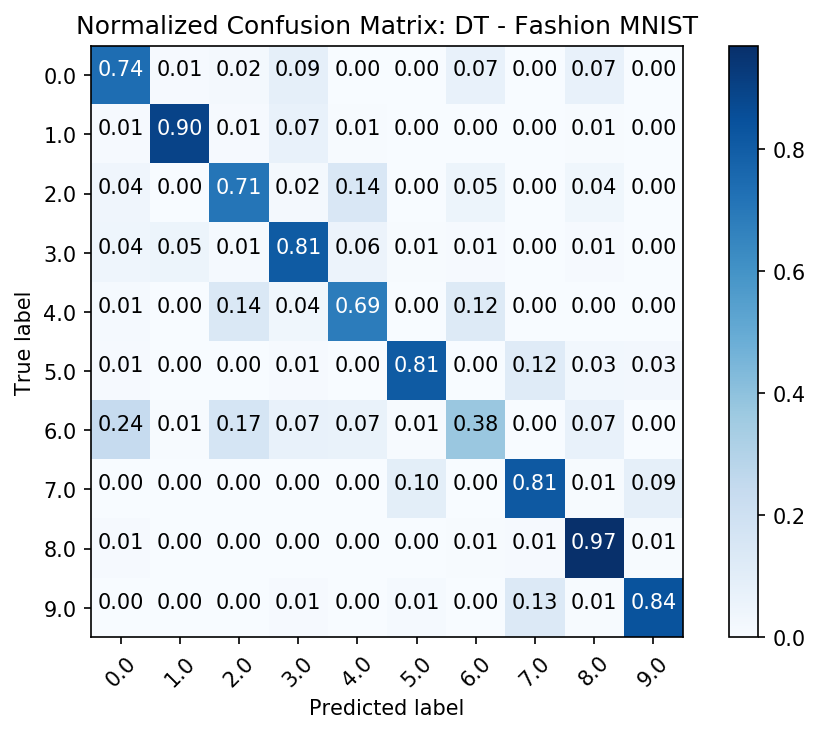 Normalized Confusion Matrix: DT - Fashion MNIST
0.0 0.74 0.01 0.02 0.09 0.00 0.00 0.07 0.00 0.07 0.00
1.0 0.01 0.90 0.01 0.07 0.01 0.00 0.00 0.00 0.01 0.00
2.0 0.04 0.00 0.71 0.02 0.14 0.00 0.05 0.00 0.04 0.00
3.0 0.04 0.05 0.01 0.81 0.06 0.01 0.01 0.00 0.01 0.00
4.0 0.01 0.00 0.14 0.04 0.69 0.00 0.12 0.00 0.00 0.00
5.0 0.01 0.00 0.00 0.01 0.00 0.81 0.00 0.12 0.03 0.03
6.0 0.24 0.01 0.17 0.07 0.07 0.01 0.38 0.00 0.07 0.00
7.0 0.00 0.00 0.00 0.00 0.00 0.10 0.00 0.81 0.01 0.09
8.0 0.01 0.00 0.00 0.00 0.00 0.00 0.01 0.01 0.97 0.01
9.0 0.00 0.00 0.00 0.01 0.00 0.01 0.00 0.13 0.01 0.84
0.0 1.0 2.0 3.0 4.0 5.0 6.0 7.0 8.0 9.0
Predicted label
True label
0.8
0.6
0.4
0.2
0.0